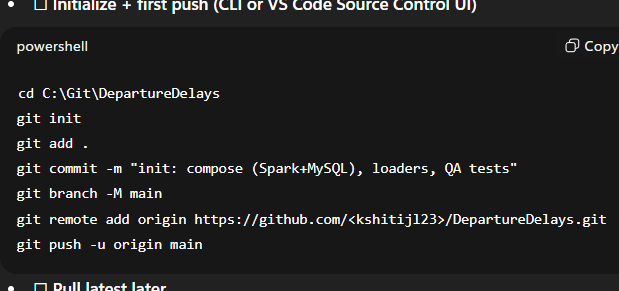 Initialize + first push (CLI or VS Code Source Control UI)
powershell
Copy
cd C:\Git\DepartureDelays
git init
git add .
git commit -m "init: compose (Spark+MySQL), loaders, QA tests"
git branch -M main
git remote add origin https://github.com/<kshitijl23>/DepartureDelays.git
git push -u origin main
Pull latest later